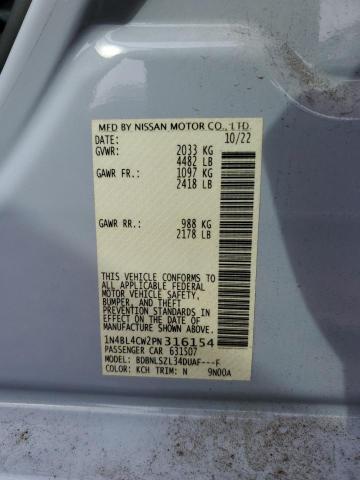 MFD BY NISSAN MOTOR CO., LTD.
DATE: 10/22
GVWR: 2033 KG
4482 LB
GAWR FR.: 1097 KG
2418 LB
GAWR RR.: 988 KG
2178 LB
THIS VEHICLE CONFORMS TO
ALL APPLICABLE FEDERAL
MOTOR VEHICLE SAFETY,
BUMPER, AND THEFT
PREVENTION STANDARDS IN
EFFECT ON THE DATE OF
MANUFACTURE SHOWN ABOVE.
1N4BL4CW2PN316154
PASSENGER CAR 631507
MODEL: BDBNLSZL34DUAF---F
COLOR: KCH TRIM: N 9N00A